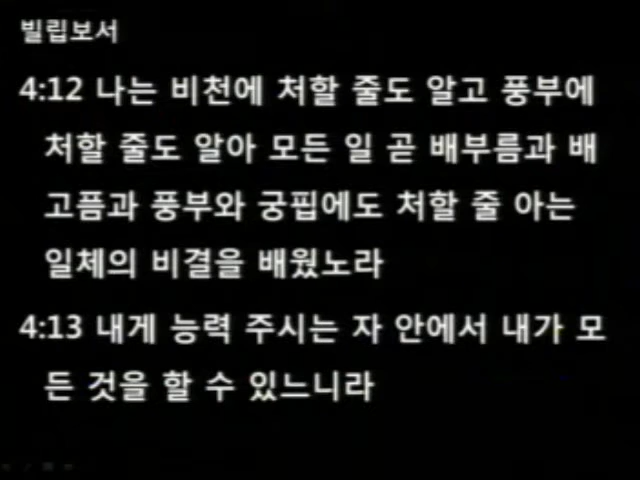 빌립보서
4:12 나는 비천에 처할 줄도 알고 풍부에
처할 줄도 알아 모든 일 곧 배부름과 배
고픔과 풍부와 궁핍에도 처할 줄 아는
일체의 비결을 배웠노라
4:13 내게 능력 주시는 자 안에서 내가 모
든 것을 할 수 있느니라